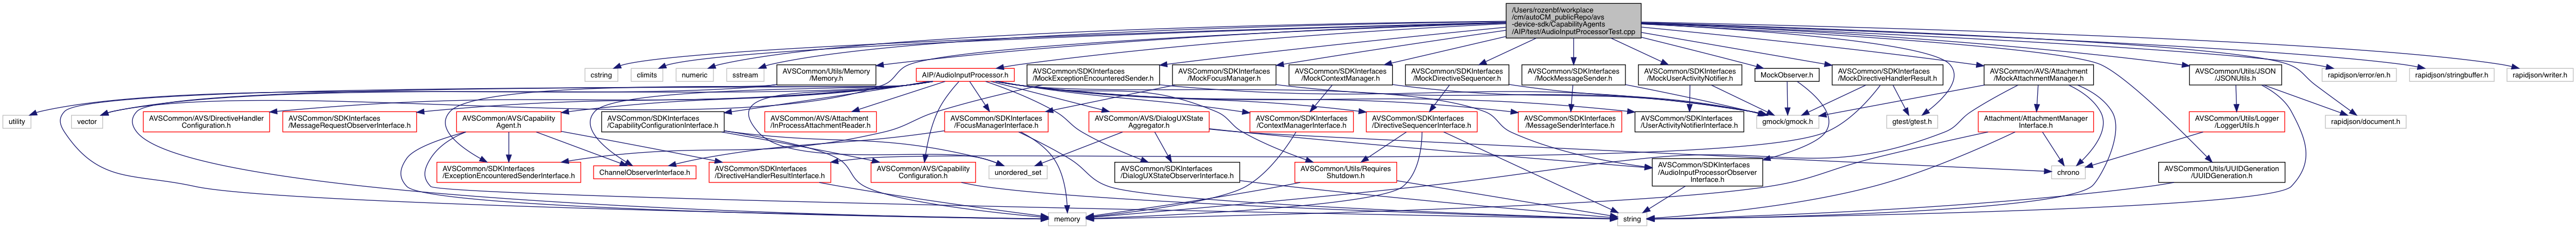 /Users/rozenbf/workplace
/cm/autoCM_publicRepo/avs
-device-sdk/CapabilityAgents
/AIP/test/AudioInputProcessorTest.cpp
cstring
climits
numeric
sstream
AVSCommon/Utils/Memory
/Memory.h
AIP/AudioInputProcessor.h
AVSCommon/SDKInterfaces
/MockExceptionEncounteredSender.h
AVSCommon/SDKInterfaces
/MockFocusManager.h
AVSCommon/SDKInterfaces
/MockContextManager.h
AVSCommon/SDKInterfaces
/MockDirectiveSequencer.h
AVSCommon/SDKInterfaces
/MockMessageSender.h
AVSCommon/SDKInterfaces
/MockUserActivityNotifier.h
MockObserver.h
AVSCommon/SDKInterfaces
/MockDirectiveHandlerResult.h
AVSCommon/AVS/Attachment
/MockAttachmentManager.h
AVSCommon/Utils/JSON
/JSONUtils.h
rapidjson/error/en.h
rapidjson/stringbuffer.h
rapidjson/writer.h
utility
vector
AVSCommon/AVS/DirectiveHandler
Configuration.h
AVSCommon/SDKInterfaces
/MessageRequestObserverInterface.h
AVSCommon/AVS/Capability
Agent.h
AVSCommon/SDKInterfaces
/CapabilityConfigurationInterface.h
AVSCommon/AVS/Attachment
/InProcessAttachmentReader.h
AVSCommon/SDKInterfaces
/FocusManagerInterface.h
AVSCommon/AVS/DialogUXState
Aggregator.h
AVSCommon/SDKInterfaces
/ContextManagerInterface.h
AVSCommon/SDKInterfaces
/DirectiveSequencerInterface.h
AVSCommon/SDKInterfaces
/MessageSenderInterface.h
AVSCommon/SDKInterfaces
/UserActivityNotifierInterface.h
gmock/gmock.h
gtest/gtest.h
Attachment/AttachmentManager
Interface.h
AVSCommon/Utils/Logger
/LoggerUtils.h
rapidjson/document.h
AVSCommon/SDKInterfaces
/ExceptionEncounteredSenderInterface.h
ChannelObserverInterface.h
AVSCommon/SDKInterfaces
/DirectiveHandlerResultInterface.h
AVSCommon/AVS/Capability
Configuration.h
unordered_set
AVSCommon/SDKInterfaces
/DialogUXStateObserverInterface.h
AVSCommon/Utils/Requires
Shutdown.h
AVSCommon/SDKInterfaces
/AudioInputProcessorObserver
Interface.h
chrono
AVSCommon/Utils/UUIDGeneration
/UUIDGeneration.h
memory
string